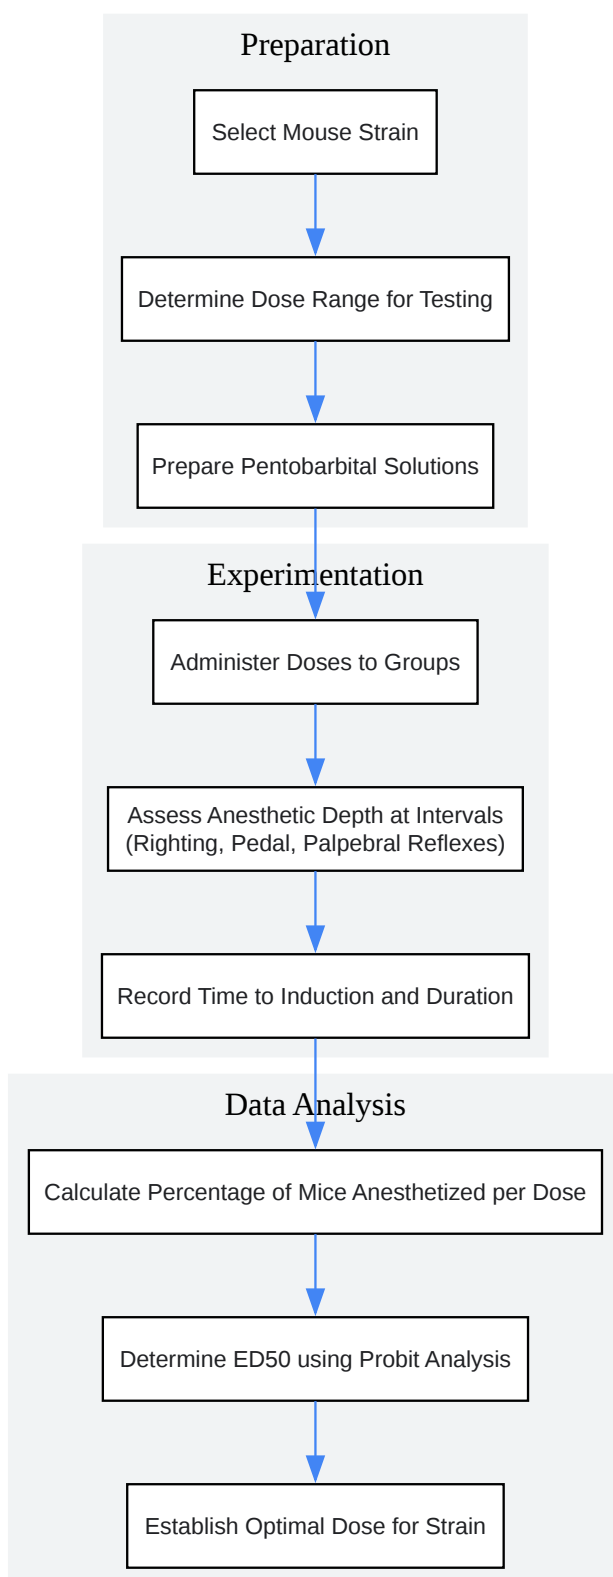 Preparation
Select Mouse Strain
Determine Dose Range for Testing
Prepare Pentobarbital Solutions
Experimentation
Administer Doses to Groups
Assess Anesthetic Depth at Intervals
(Righting, Pedal, Palpebral Reflexes)
Record Time to Induction and Duration
Data Analysis
Calculate Percentage of Mice Anesthetized per Dose
Determine ED50 using Probit Analysis
Establish Optimal Dose for Strain